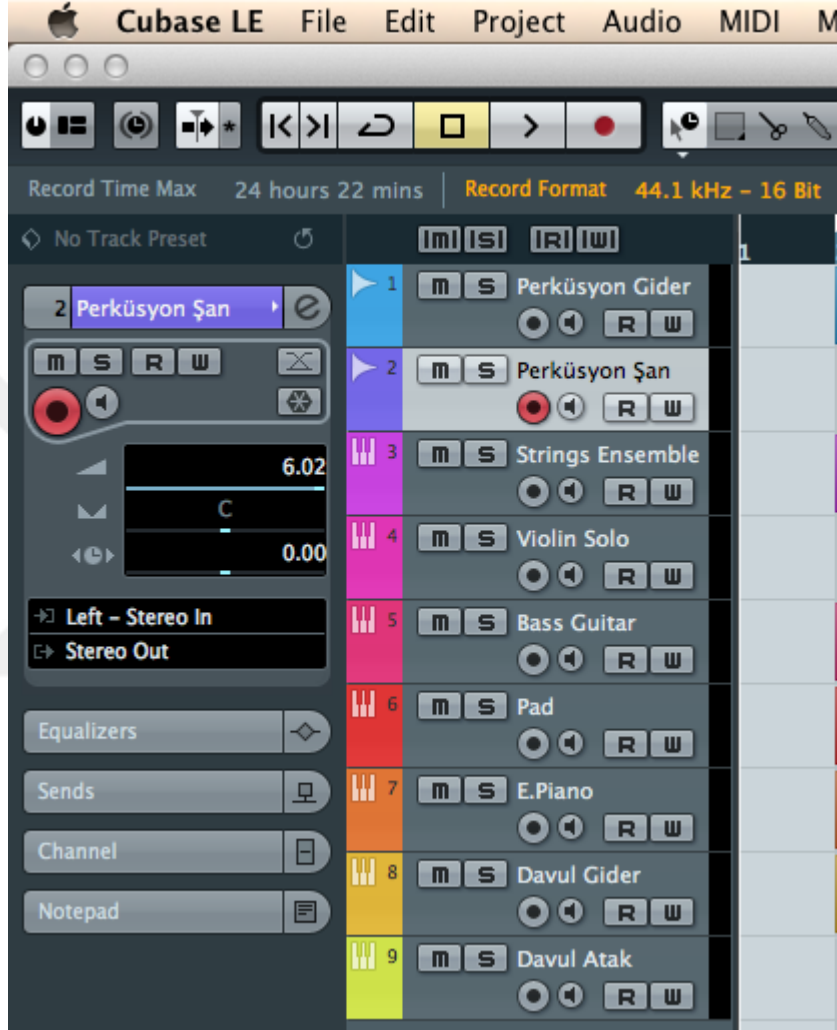 Cubase LE File Edit Project Audio MIDI M
Record Time Max 24 hours 22 mins Record Format 44.1 kHz – 16 Bit
No Track Preset
M S R W
1
2 Perküsyon Şan e
M S R W
6.02
C
0.00
Left – Stereo In
Stereo Out
Equalizers
Sends
Channel
Notepad
1 M S Perküsyon Gider
R W
2 M S Perküsyon Şan
R W
3 M S Strings Ensemble
R W
4 M S Violin Solo
R W
5 M S Bass Guitar
R W
6 M S Pad
R W
7 M S E.Piano
R W
8 M S Davul Gider
R W
9 M S Davul Atak
R W